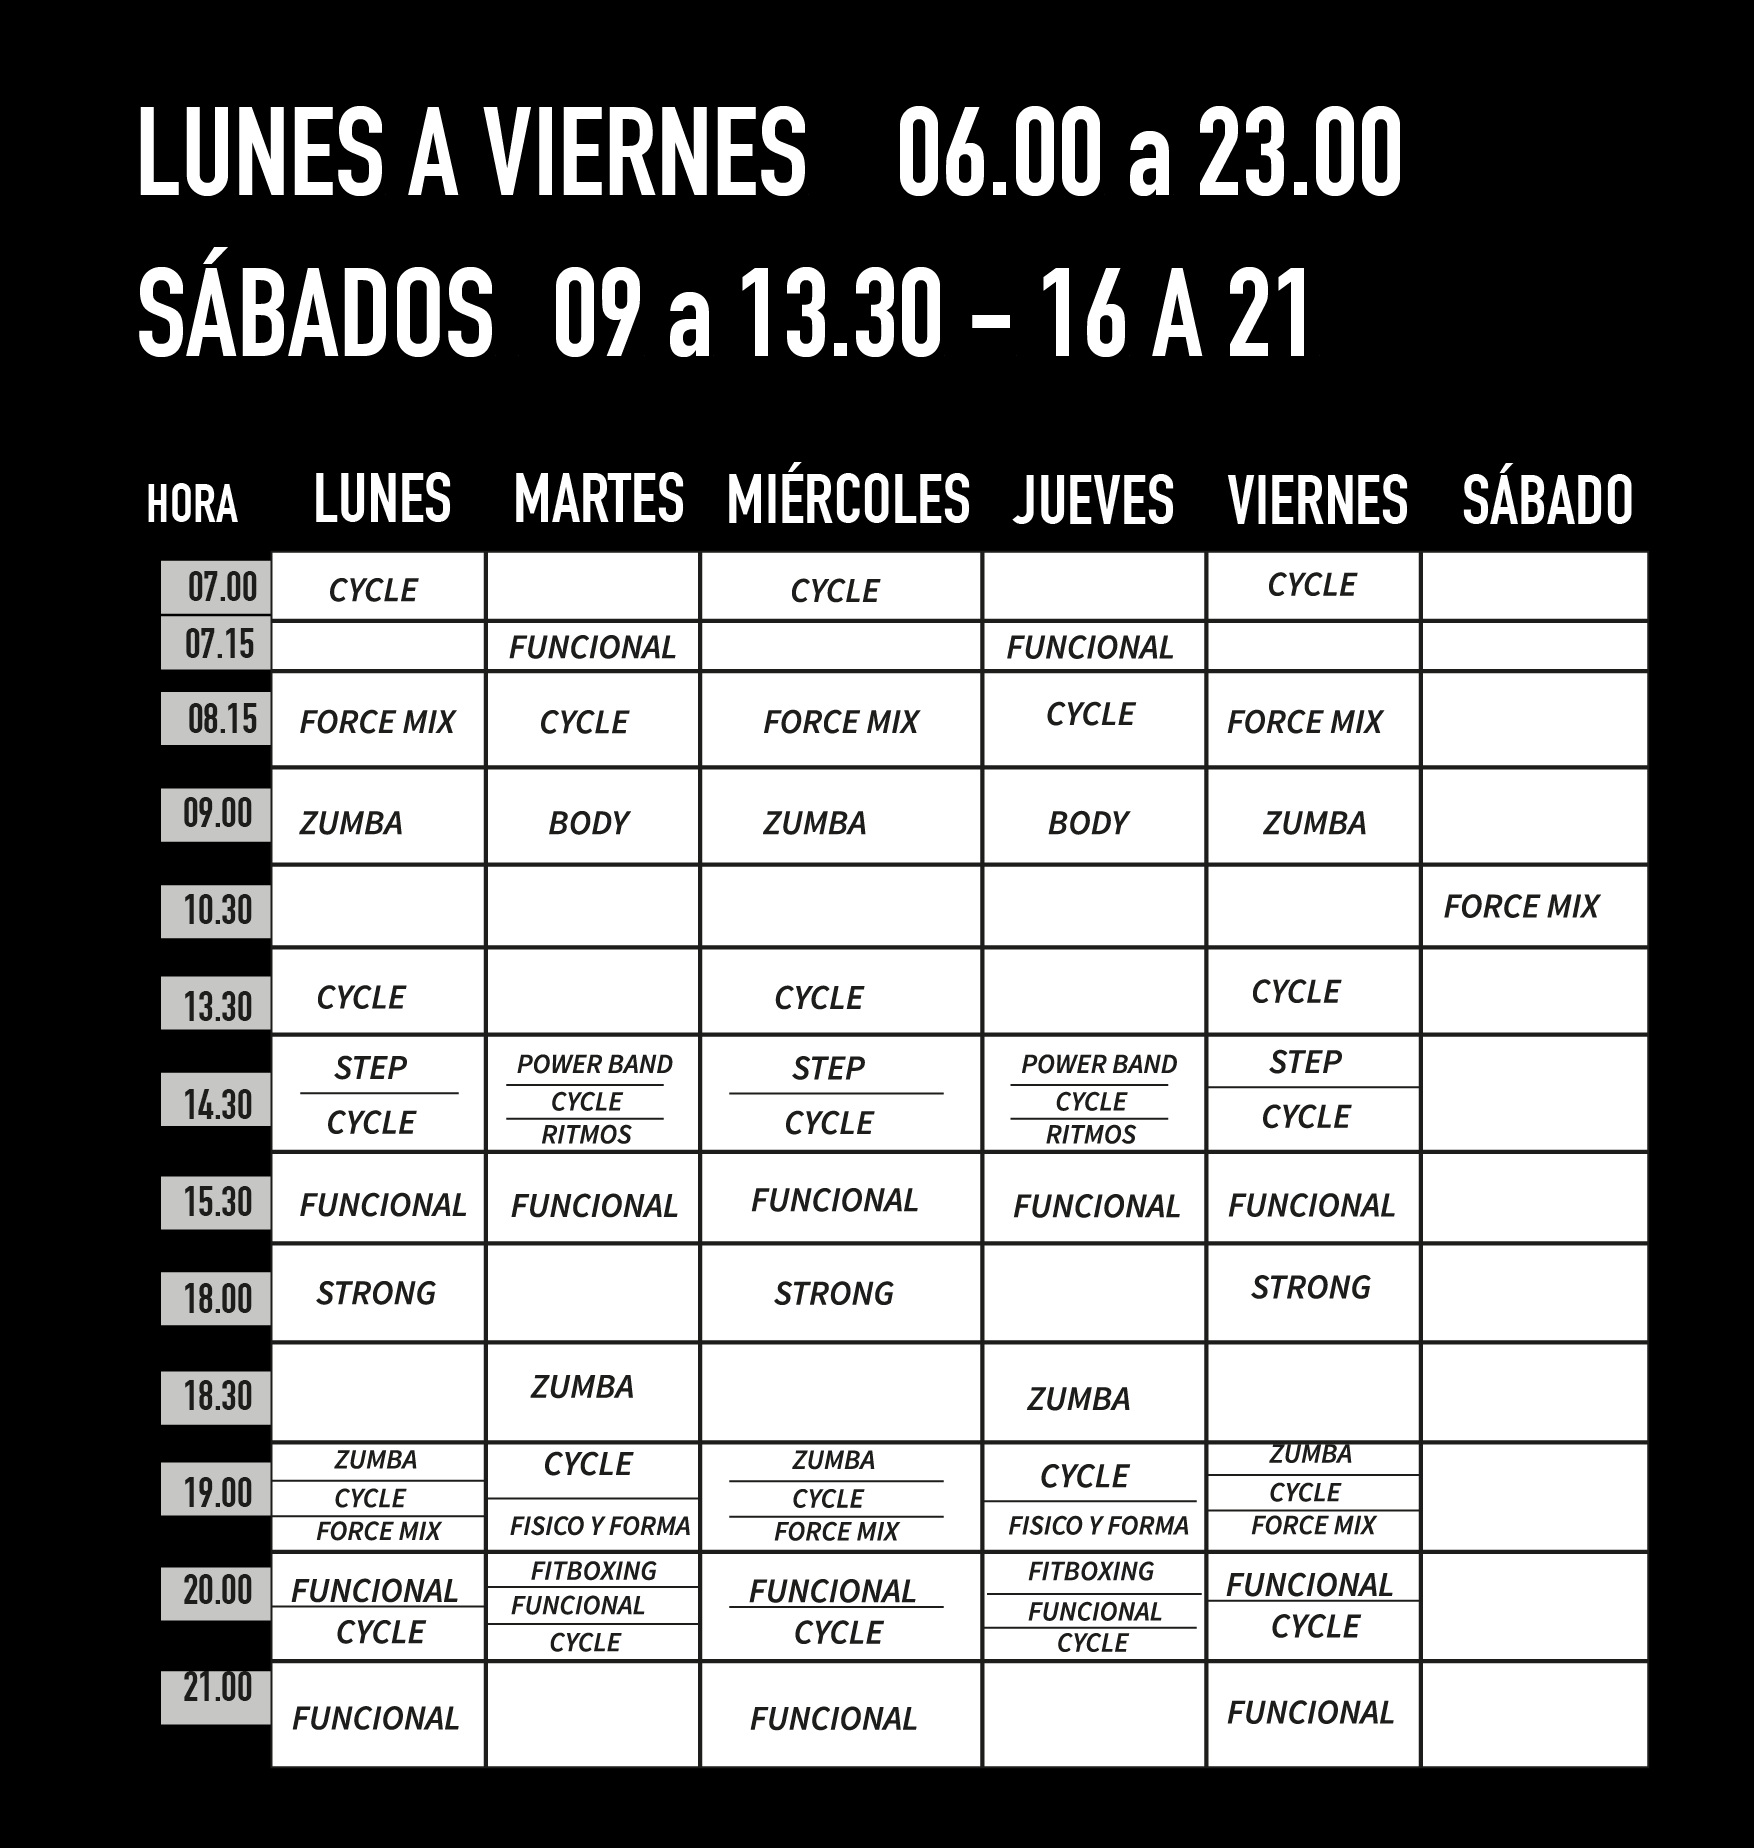 LUNES A VIERNES 06.00 a 23.00
SÁBADOS 09 a 13.30 - 16 A 21
HORA LUNES MARTES MIÉRCOLES JUEVES VIERNES SÁBADO
07.00 CYCLE CYCLE CYCLE
07.15 FUNCIONAL FUNCIONAL
08.15 FORCE MIX CYCLE FORCE MIX CYCLE FORCE MIX
09.00 ZUMBA BODY ZUMBA BODY ZUMBA
10.30 FORCE MIX
13.30 CYCLE CYCLE CYCLE
14.30
STEP POWER BAND STEP POWER BAND STEP
CYCLE CYCLE CYCLE CYCLE CYCLE
RITMOS RITMOS
15.30 FUNCIONAL FUNCIONAL FUNCIONAL FUNCIONAL FUNCIONAL
18.00 STRONG STRONG STRONG
18.30 ZUMBA ZUMBA
19.00
ZUMBA CYCLE ZUMBA CYCLE ZUMBA
CYCLE CYCLE CYCLE
FORCE MIX FISICO Y FORMA FORCE MIX FISICO Y FORMA FORCE MIX
20.00
FITBOXING FITBOXING
FUNCIONAL FUNCIONAL FUNCIONAL FUNCIONAL FUNCIONAL
CYCLE CYCLE CYCLE CYCLE CYCLE
21.00 FUNCIONAL FUNCIONAL FUNCIONAL